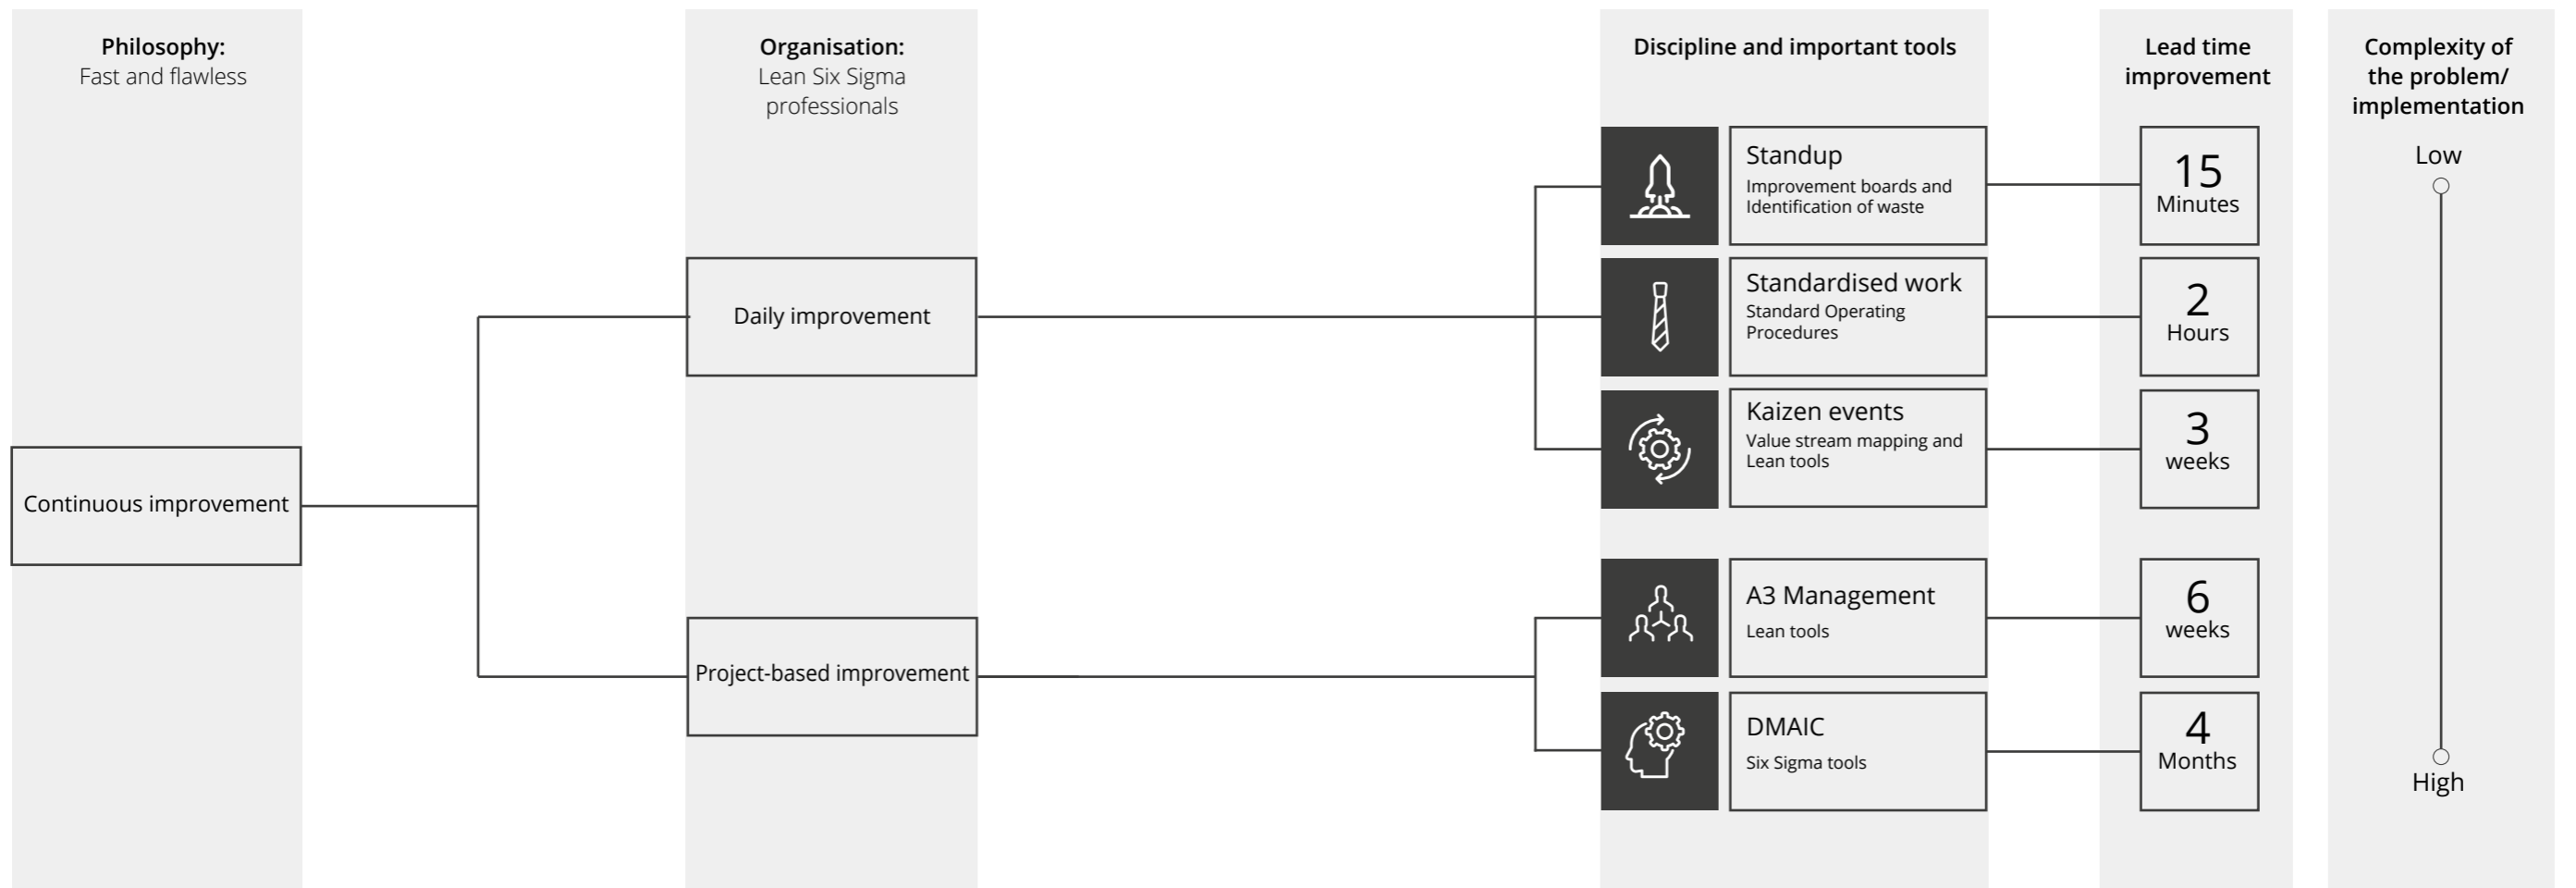 Philosophy:
Fast and flawless
Organisation:
Lean Six Sigma
professionals
Discipline and important tools
Lead time
improvement
Complexity of
the problem/
implementation
Continuous improvement
Daily improvement
Project-based improvement
Standup
Improvement boards and
Identification of waste
15
Minutes
Standardised work
Standard Operating
Procedures
2
Hours
Kaizen events
Value stream mapping and
Lean tools
3
weeks
A3 Management
Lean tools
6
weeks
DMAIC
Six Sigma tools
4
Months
Low
High